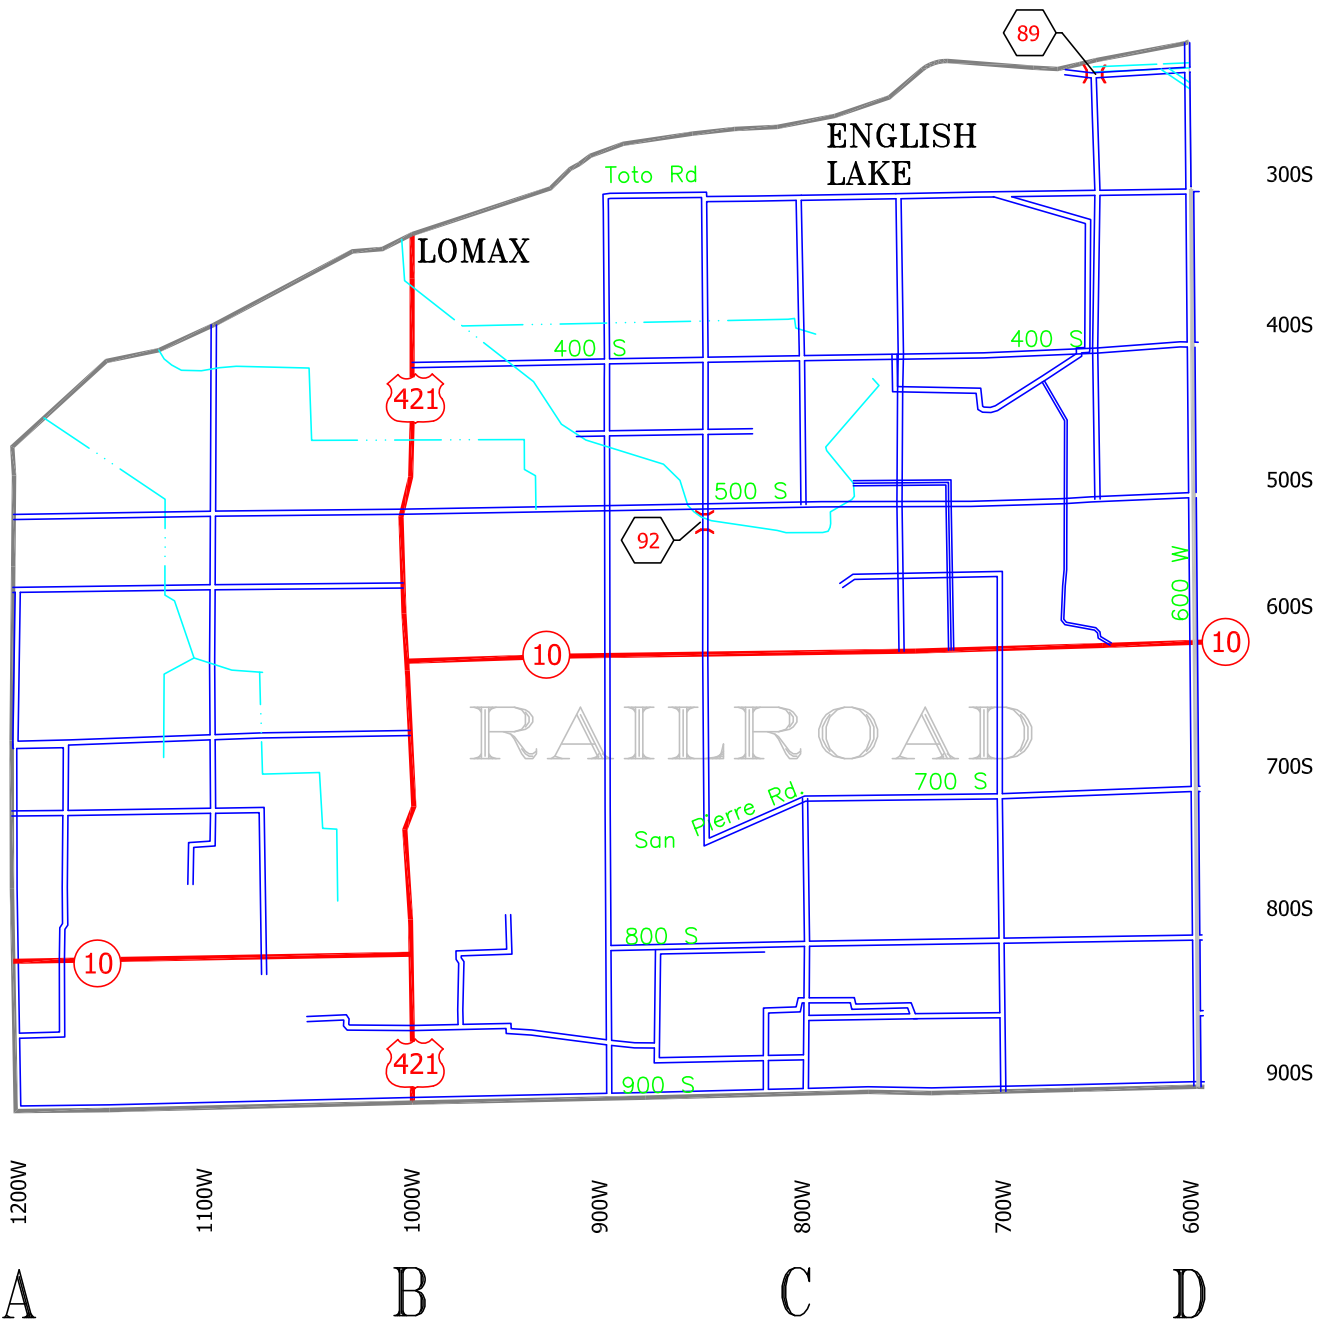 89
ENGLISH
LAKE
Toto Rd
300S
LOMAX
400S
400 S
400 S
421
500S
500 S
92
600 W
600S
10
10
RAILROAD
700S
700 S
San Pierre Rd.
800S
800 S
10
421
900S
900 S
1200W
1100W
1000W
900W
800W
700W
600W
A
B
C
D